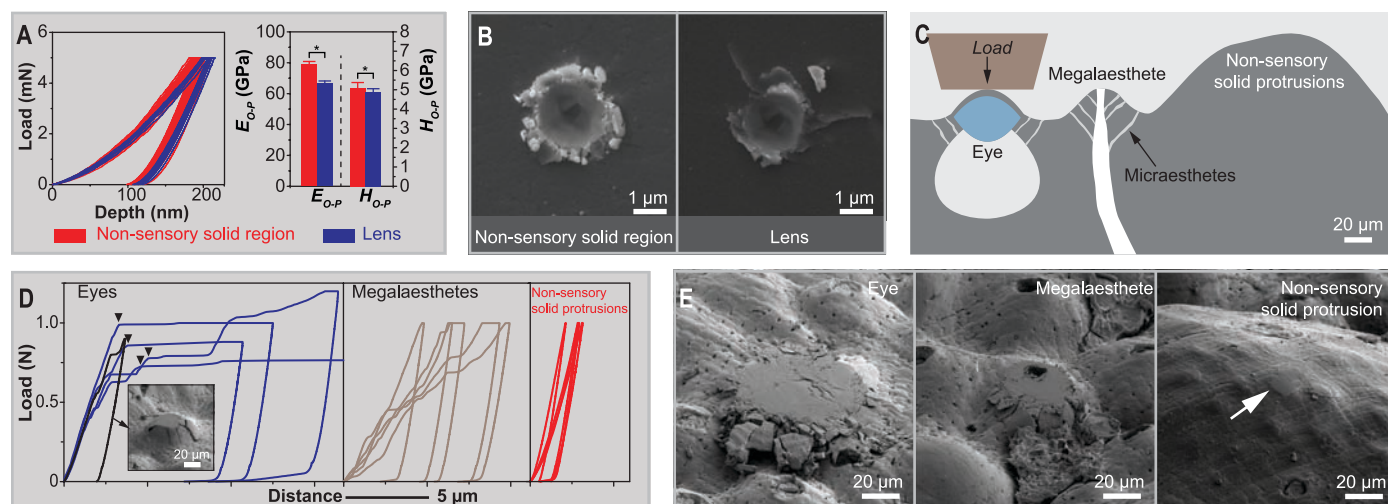 A
Load (mN)
6
4
2
0
0
100
200
Depth (nm)
E_O-P (GPa)
100
80
60
40
20
0
*
*
8
7
6
5
4
3
2
1
0
H_O-P (GPa)
E_O-P
H_O-P
Non-sensory solid region
Lens
B
1 µm
1 µm
Non-sensory solid region
Lens
C
Load
Megalaesthete
Non-sensory
solid protrusions
Eye
Micraesthetes
20 µm
D
Eyes
Megalaesthetes
Non-sensory
solid protrusions
Load (N)
1.0
0.5
0
20 µm
Distance
5 µm
E
Eye
Megalaesthete
Non-sensory
solid protrusion
20 µm
20 µm
20 µm